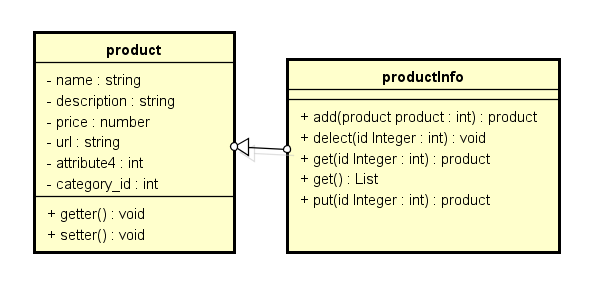 product
- name : string
- description : string
- price : number
- url : string
- attribute4 : int
- category_id : int
+ getter() : void
+ setter() : void
productInfo
+ add(product product : int) : product
+ delect(id Integer : int) : void
+ get(id Integer : int) : product
+ get() : List
+ put(id Integer : int) : product